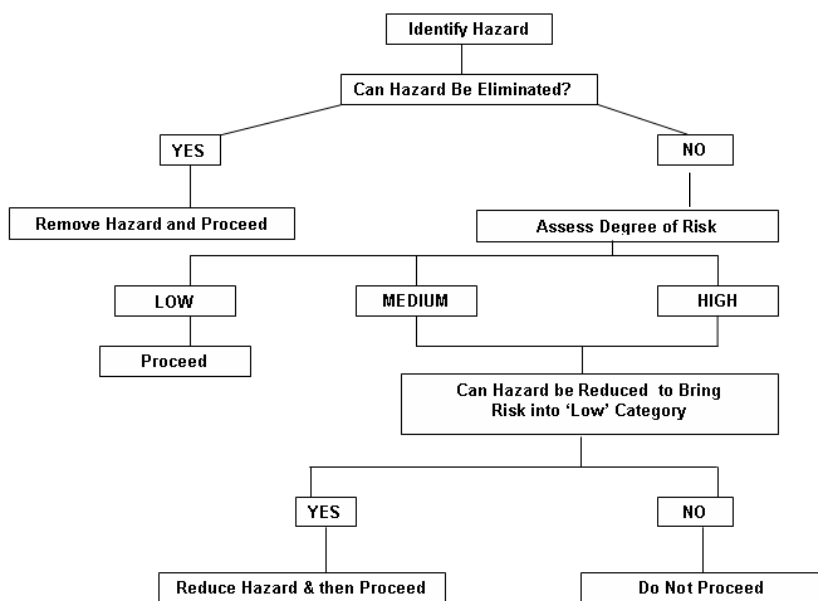 Identify Hazard
Can Hazard Be Eliminated?
YES
NO
Remove Hazard and Proceed
Assess Degree of Risk
LOW
MEDIUM
HIGH
Proceed
Can Hazard be Reduced to Bring
Risk into ‘Low’ Category
YES
NO
Reduce Hazard & then Proceed
Do Not Proceed